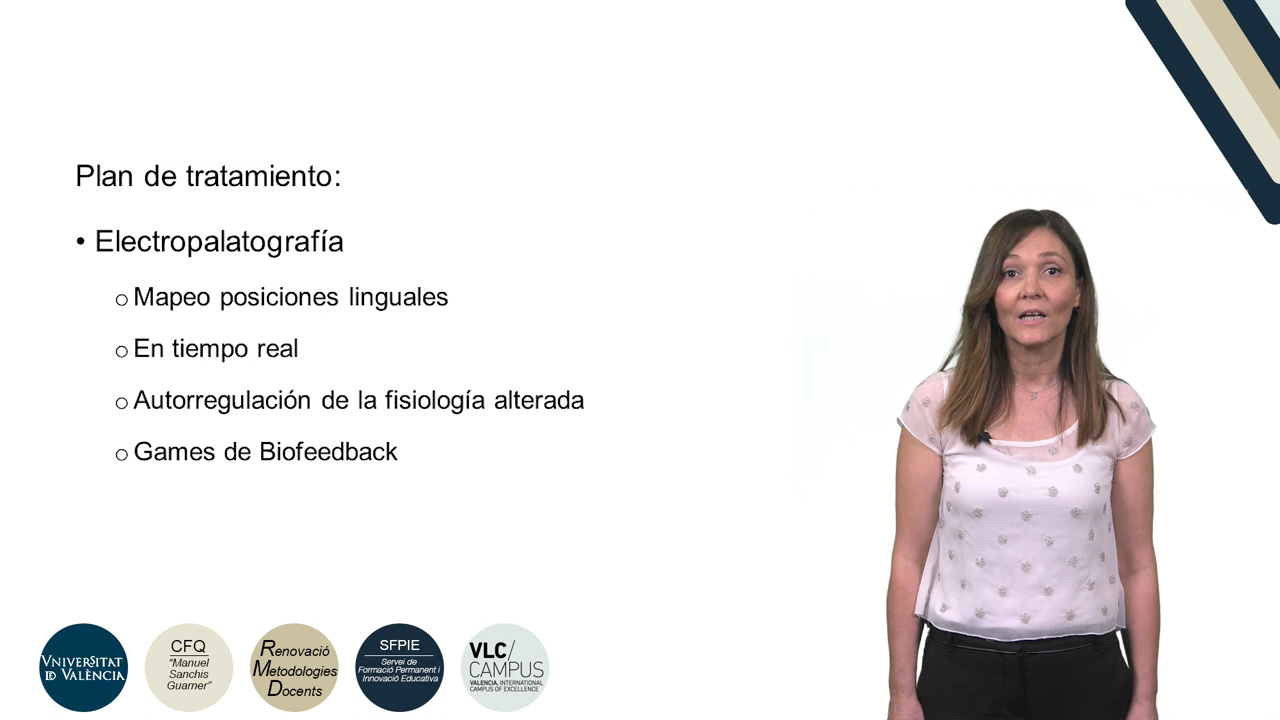 Plan de tratamiento:
• Electropalatografía
o Mapeo posiciones linguales
o En tiempo real
o Autorregulación de la fisiología alterada
o Games de Biofeedback
VNIVERSITAT
ID VALÈNCIA
CFQ
"Manuel
Sanchis
Guarner"
Renovació
Metodologies
Docents
SFPIE
Servei de
Formació Permanent i
Innovació Educativa
VLC/
CAMPUS
VALENCIA, INTERNATIONAL
CAMPUS OF EXCELLENCE